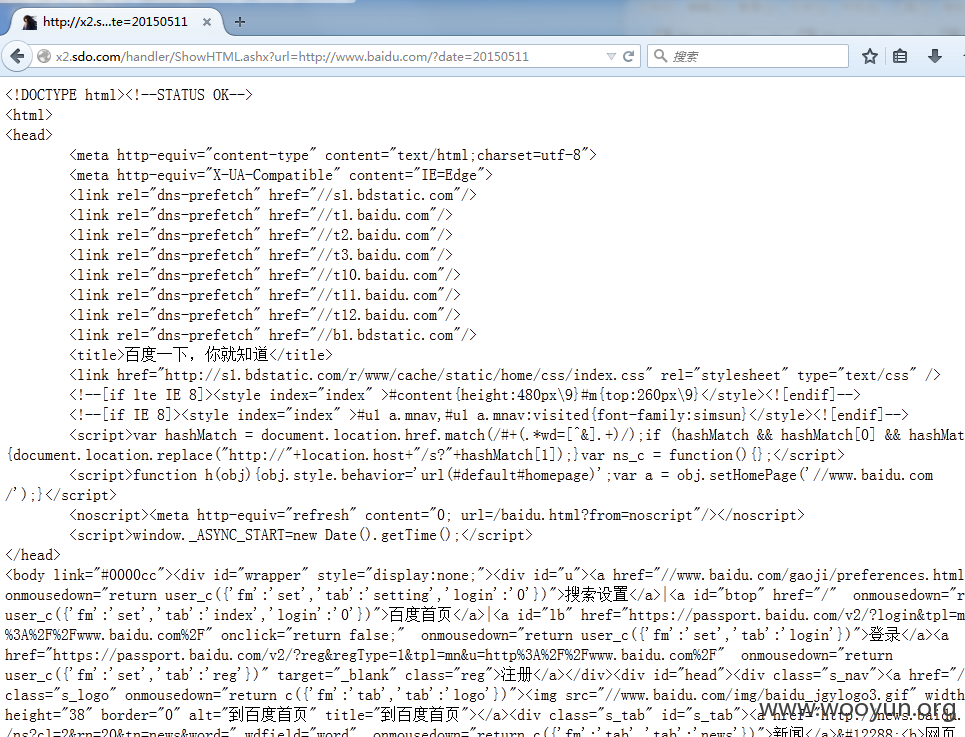 http://x2.s...te=20150511
x2.sdo.com/handler/ShowHTML.ashx?url=http://www.baidu.com/?date=20150511
搜索
<!DOCTYPE html><!--STATUS OK-->
<html>
<head>
<meta http-equiv="content-type" content="text/html;charset=utf-8">
<meta http-equiv="X-UA-Compatible" content="IE=Edge">
<link rel="dns-prefetch" href="//s1.bdstatic.com"/>
<link rel="dns-prefetch" href="//t1.baidu.com"/>
<link rel="dns-prefetch" href="//t2.baidu.com"/>
<link rel="dns-prefetch" href="//t3.baidu.com"/>
<link rel="dns-prefetch" href="//t10.baidu.com"/>
<link rel="dns-prefetch" href="//t11.baidu.com"/>
<link rel="dns-prefetch" href="//t12.baidu.com"/>
<link rel="dns-prefetch" href="//b1.bdstatic.com"/>
<title>百度一下，你就知道</title>
<link href="http://s1.bdstatic.com/r/www/cache/static/home/css/index.css" rel="stylesheet" type="text/css" />
<!--[if lte IE 8]><style index="index" >#content{height:480px\9}#m{top:260px\9}</style><![endif]-->
<!--[if IE 8]><style index="index" >#u1 a.mnav,#u1 a.mnav:visited{font-family:simsun}</style><![endif]-->
<script>var hashMatch = document.location.href.match(/#+(.*wd=[^&].+)/);if (hashMatch && hashMatch[0] && hashMat
{document.location.replace("http://"+location.host+"/s?"+hashMatch[1]);}var ns_c = function(){};</script>
<script>function h(obj){obj.style.behavior='url(#default#homepage)';var a = obj.setHomePage('//www.baidu.com
/');}</script>
<noscript><meta http-equiv="refresh" content="0; url=/baidu.html?from=noscript"/></noscript>
<script>window._ASYNC_START=new Date().getTime();</script>
</head>
<body link="#0000cc"><div id="wrapper" style="display:none;"><div id="u"><a href="//www.baidu.com/gaoji/preferences.html
onmousedown="return user_c({'fm':'set','tab':'setting','login':'0'})">搜索设置</a>|<a id="btop" href="/" onmousedown="r
user_c({'fm':'set','tab':'index','login':'0'})">百度首页</a>|<a id="lb" href="https://passport.baidu.com/v2/?login&tpl=m
%3A%2F%2Fwww.baidu.com%2F" onclick="return false;" onmousedown="return user_c({'fm':'set','tab':'login'})">登录</a><a
href="https://passport.baidu.com/v2/?reg&regType=1&tpl=mn&u=http%3A%2F%2Fwww.baidu.com%2F" onmousedown="return
user_c({'fm':'set','tab':'reg'})" target="_blank" class="reg">注册</a></div><div id="head"><div class="s_nav"><a href="/
class="s_logo" onmousedown="return c({'fm':'tab','tab':'logo'})"><img src="//www.baidu.com/img/baidu_jgylogo3.gif" width
height="38" border="0" alt="到百度首页" title="到百度首页"></a><div class="s_tab" id="s_tab"><a href="http://news.baidu.
/ns?cl=2&rn=20&tn=news&word=" wdfield="word" onmousedown="return c({'fm':'tab','tab':'news'})">新闻</a>&#12288;<b>网页
www.wooyun.org